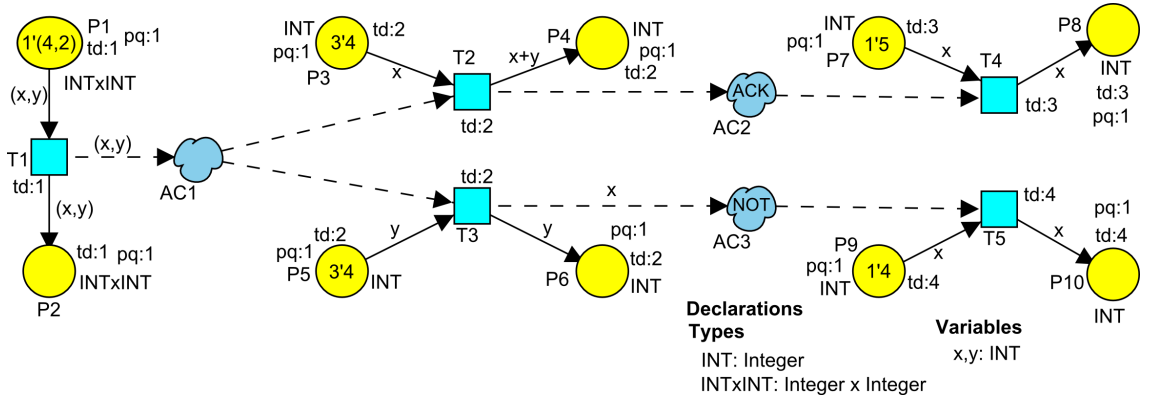 1'(4,2)
P1
td:1 pq:1
INTxINT
(x,y)
T1
td:1
(x,y)
(x,y)
td:1 pq:1
INTxINT
P2
AC1
INT
pq:1
3'4
td:2
P3
x
T2
td:2
x+y
P4
INT
pq:1
td:2
ACK
AC2
INT
pq:1
1'5
td:3
P7
x
T4
td:3
x
P8
INT
td:3
pq:1
td:2
pq:1
P5
3'4
INT
y
td:2
T3
x
y
pq:1
td:2
P6
INT
NOT
AC3
P9
pq:1
INT
1'4
td:4
x
td:4
T5
x
pq:1
td:4
P10
INT
Declarations
Types
INT: Integer
INTxINT: Integer x Integer
Variables
x,y: INT